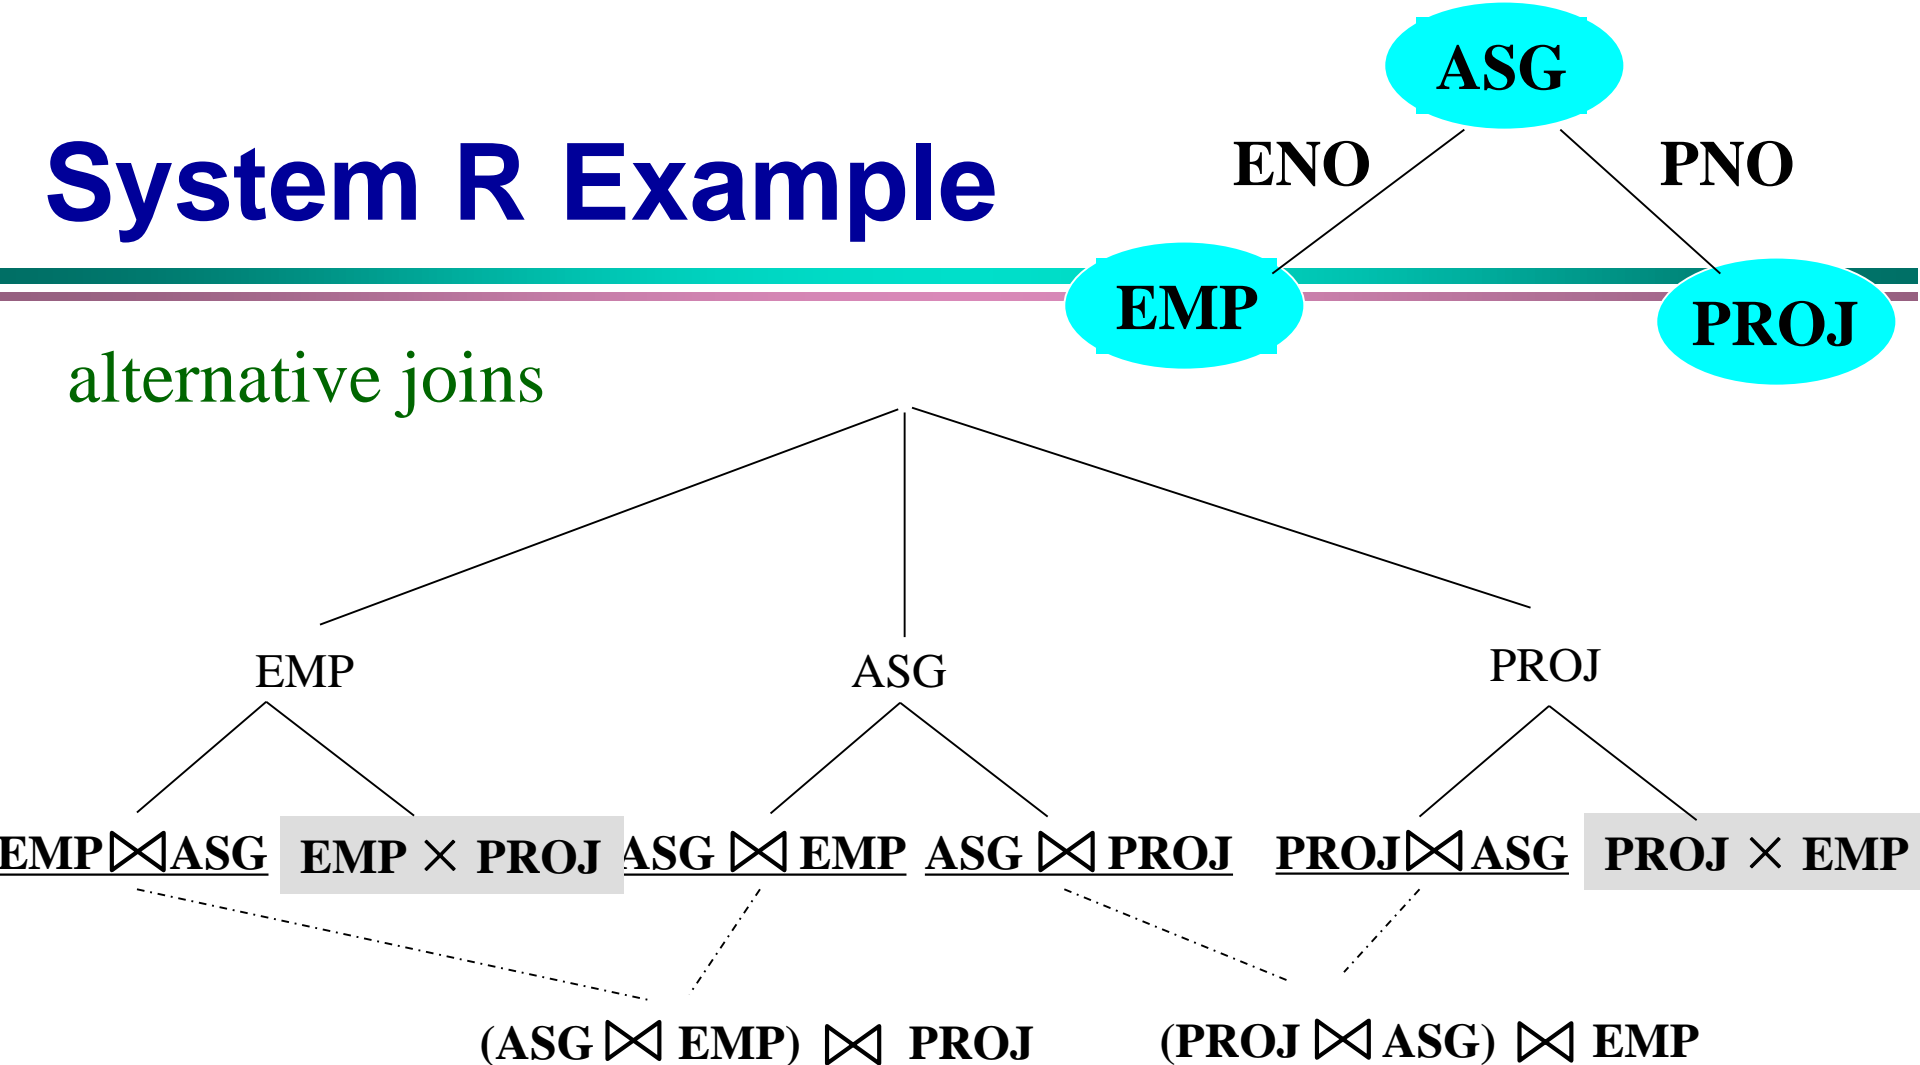 ASG
System R Example
ENO
PNO
EMP
PROJ
alternative joins
EMP
ASG
PROJ
EMP ⋈ ASG
EMP × PROJ
ASG ⋈ EMP
ASG ⋈ PROJ
PROJ ⋈ ASG
PROJ × EMP
(ASG ⋈ EMP) ⋈ PROJ
(PROJ ⋈ ASG) ⋈ EMP